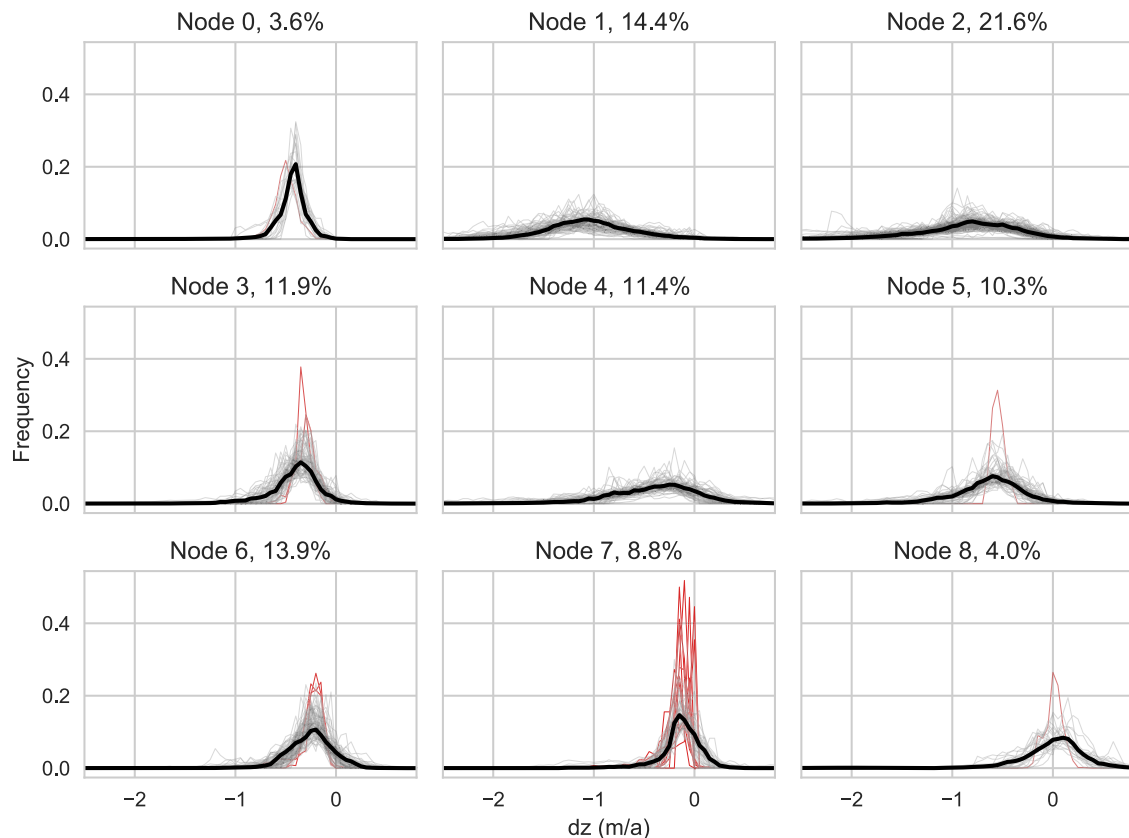 Node 0, 3.6%
Node 1, 14.4%
Node 2, 21.6%
0.4
0.2
0.0
Node 3, 11.9%
Node 4, 11.4%
Node 5, 10.3%
Frequency
0.4
0.2
0.0
Node 6, 13.9%
Node 7, 8.8%
Node 8, 4.0%
0.4
0.2
0.0
−2 −1 0 −2 −1 0 −2 −1 0
dz (m/a)